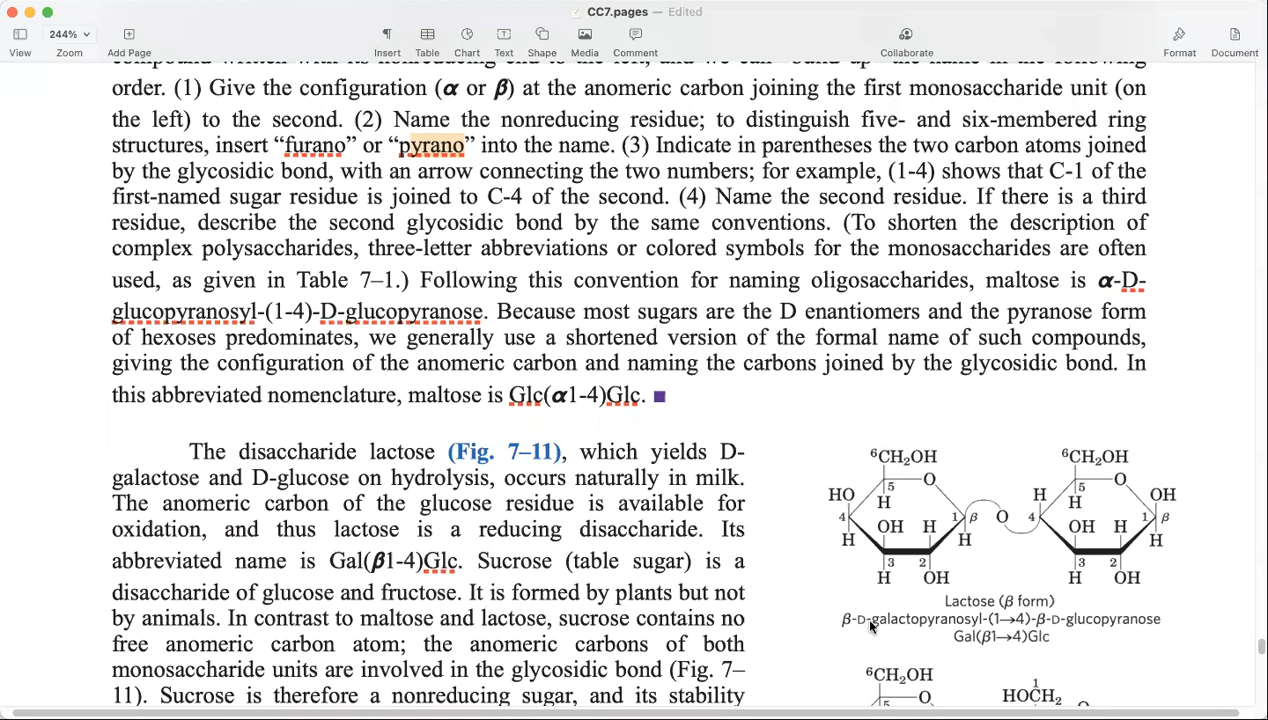 CC7.pages — Edited
244%
View Zoom Add Page Insert Table Chart Text Shape Media Comment Collaborate Format Document
order. (1) Give the configuration (α or β) at the anomeric carbon joining the first monosaccharide unit (on
the left) to the second. (2) Name the nonreducing residue; to distinguish five- and six-membered ring
structures, insert “furano” or “pyrano” into the name. (3) Indicate in parentheses the two carbon atoms joined
by the glycosidic bond, with an arrow connecting the two numbers; for example, (1-4) shows that C-1 of the
first-named sugar residue is joined to C-4 of the second. (4) Name the second residue. If there is a third
residue, describe the second glycosidic bond by the same conventions. (To shorten the description of
complex polysaccharides, three-letter abbreviations or colored symbols for the monosaccharides are often
used, as given in Table 7–1.) Following this convention for naming oligosaccharides, maltose is α-D-
glucopyranosyl-(1-4)-D-glucopyranose. Because most sugars are the D enantiomers and the pyranose form
of hexoses predominates, we generally use a shortened version of the formal name of such compounds,
giving the configuration of the anomeric carbon and naming the carbons joined by the glycosidic bond. In
this abbreviated nomenclature, maltose is Glc(α1-4)Glc. ■
The disaccharide lactose (Fig. 7–11), which yields D-
galactose and D-glucose on hydrolysis, occurs naturally in milk.
The anomeric carbon of the glucose residue is available for
oxidation, and thus lactose is a reducing disaccharide. Its
abbreviated name is Gal(β1-4)Glc. Sucrose (table sugar) is a
disaccharide of glucose and fructose. It is formed by plants but not
by animals. In contrast to maltose and lactose, sucrose contains no
free anomeric carbon atom; the anomeric carbons of both
monosaccharide units are involved in the glycosidic bond (Fig. 7–
11). Sucrose is therefore a nonreducing sugar, and its stability
⁶CH₂OH ⁶CH₂OH
5 O 5 O
HO H H H OH
4 1 β O 4 1 β
OH H OH H
H H H
3 2 3 2
H OH H OH
Lactose (β form)
β-D-galactopyranosyl-(1→4)-β-D-glucopyranose
Gal(β1→4)Glc
⁶CH₂OH 1
5 O HOCH₂